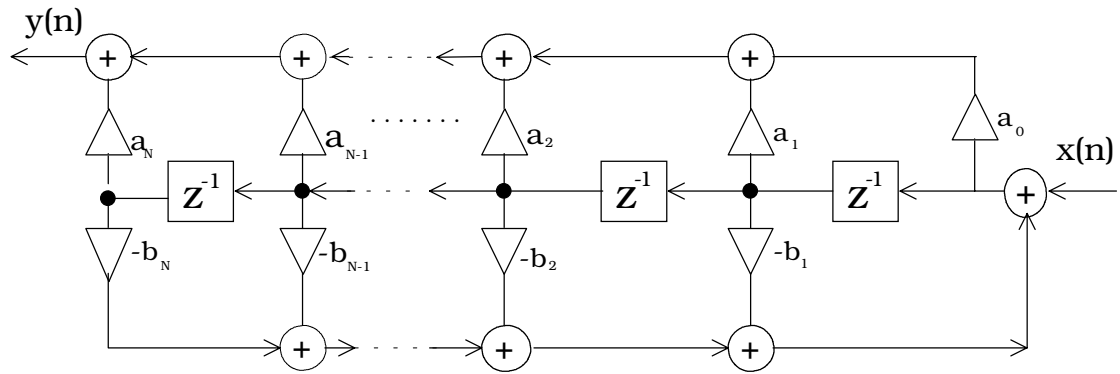 y(n)
+ + + +
a_N a_{N-1} ....... a_2 a_1 a_0
x(n)
z^{-1} z^{-1} z^{-1} +
-b_N -b_{N-1} -b_2 -b_1
+ + +